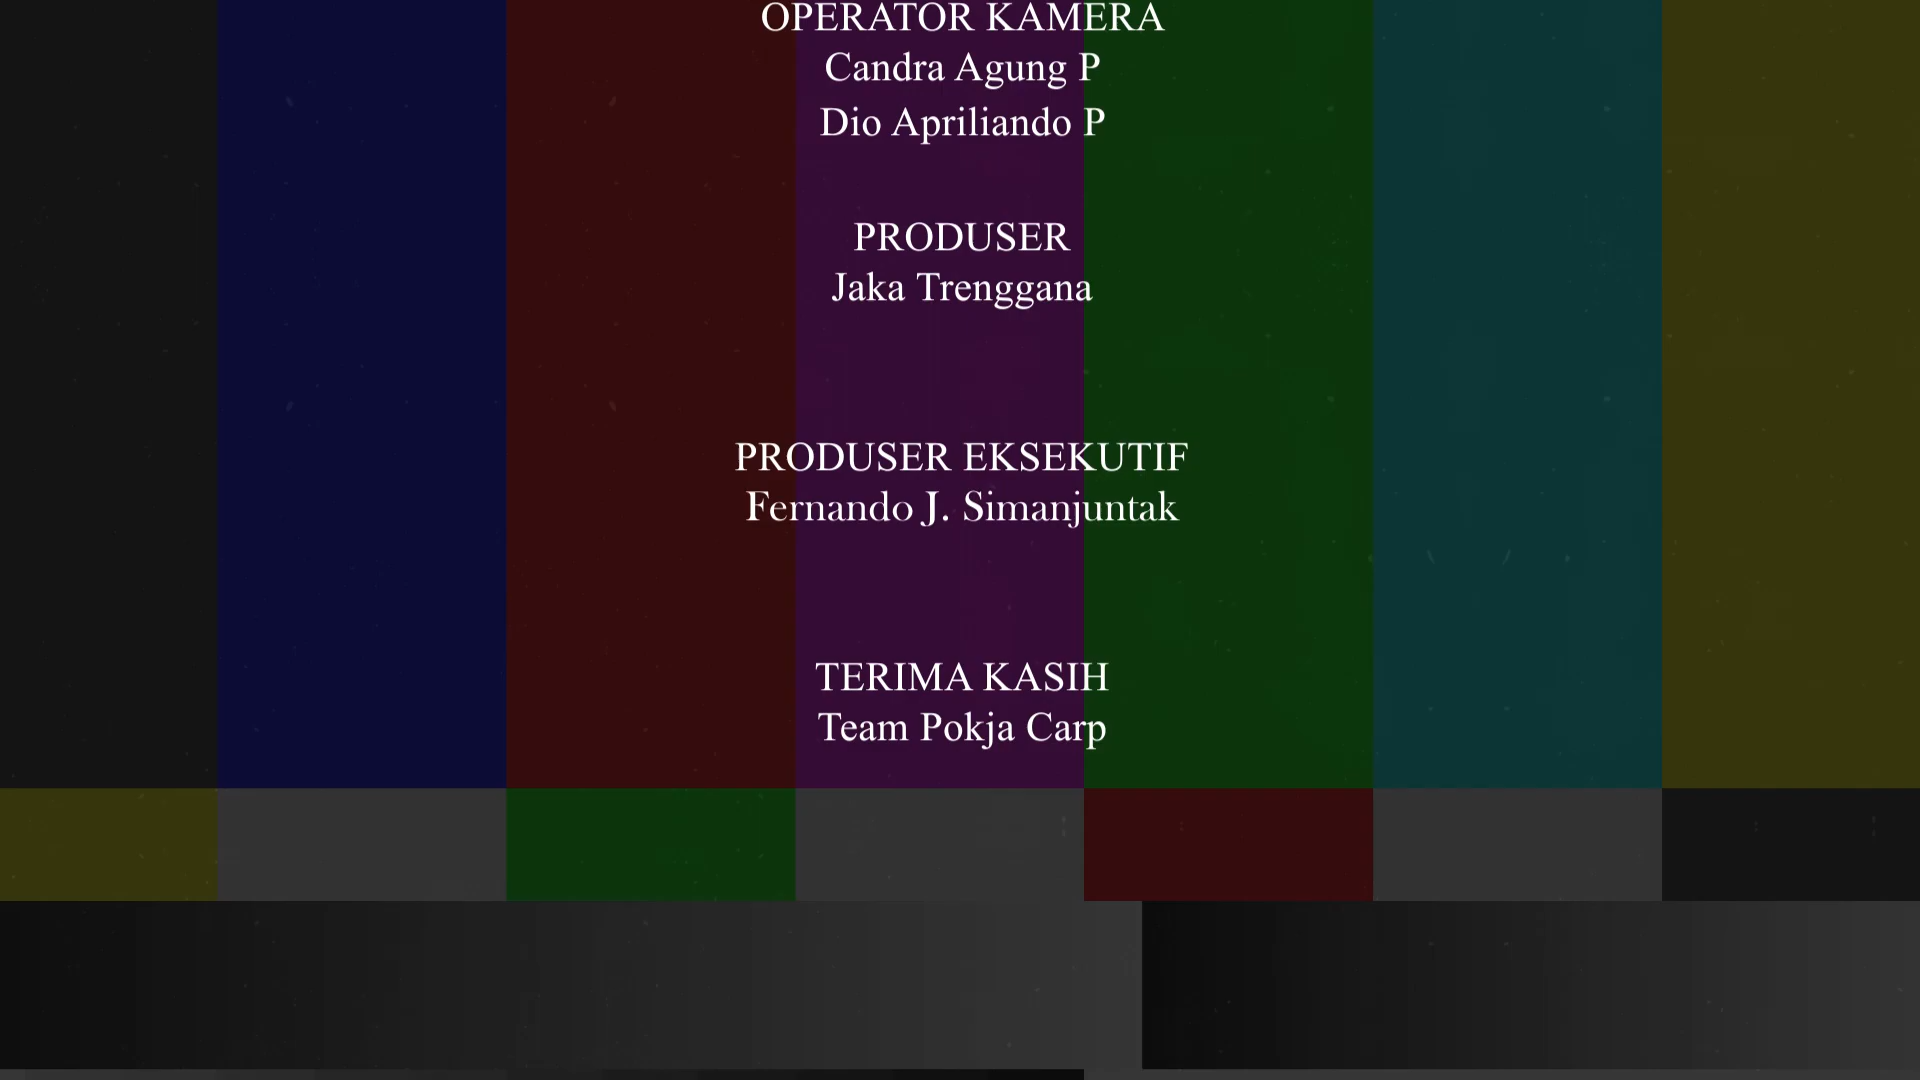 OPERATOR KAMERA
Candra Agung P
Dio Apriliando P
PRODUSER
Jaka Trenggana
PRODUSER EKSEKUTIF
Fernando J. Simanjuntak
TERIMA KASIH
Team Pokja Carp